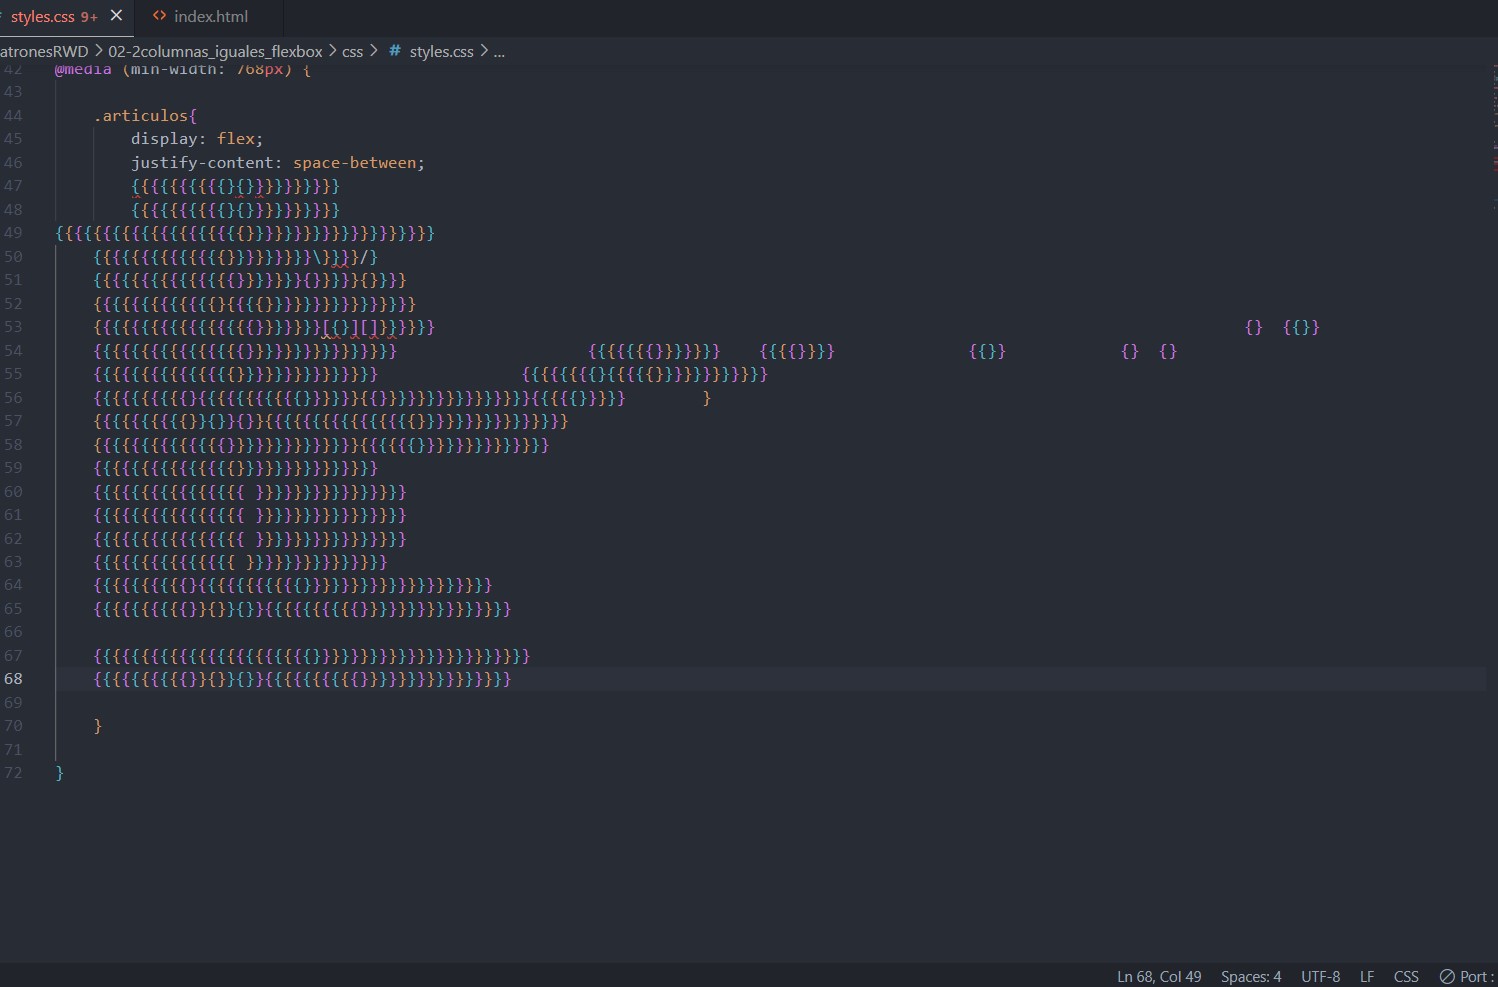 styles.css 9+ × <> index.html
atronesRWD > 02-2columnas_iguales_flexbox > css > # styles.css > ...
42 @media (min-width: 768px) {
43
44 .articulos{
45 display: flex;
46 justify-content: space-between;
47 {{{{{{{{{{}{}}}}}}}}}}
48 {{{{{{{{{{}{}}}}}}}}}}
49 {{{{{{{{{{{{{{{{{{{{}}}}}}}}}}}}}}}}}}}}
50 {{{{{{{{{{{{{{}}}}}}}}}\}}}}/}
51 {{{{{{{{{{{{{{{}}}}}}}{}}}}}{}}}}
52 {{{{{{{{{{{{{}{{{{}}}}}}}}}}}}}}}}
53 {{{{{{{{{{{{{{{{{}}}}}}}[{}][]}}}}}} {} {{}}
54 {{{{{{{{{{{{{{{{}}}}}}}}}}}}}}}} {{{{{{{}}}}}}} {{{{}}}} {{}} {} {}
55 {{{{{{{{{{{{{{{}}}}}}}}}}}}}}} {{{{{{{{}{{{{{}}}}}}}}}}}}
56 {{{{{{{{{{}{{{{{{{{{{{}}}}}}{{}}}}}}}}}}}}}}}}{{{{{}}}}} }
57 {{{{{{{{{{}}{}}{}}{{{{{{{{{{{{{{{{}}}}}}}}}}}}}}}}
58 {{{{{{{{{{{{{{}}}}}}}}}}}}}}{{{{{{}}}}}}}}}}}}}}
59 {{{{{{{{{{{{{{{}}}}}}}}}}}}}}}
60 {{{{{{{{{{{{{{{{ }}}}}}}}}}}}}}}}
61 {{{{{{{{{{{{{{{{ }}}}}}}}}}}}}}}}
62 {{{{{{{{{{{{{{{{ }}}}}}}}}}}}}}}}
63 {{{{{{{{{{{{{{{ }}}}}}}}}}}}}}}
64 {{{{{{{{{{}{{{{{{{{{{{}}}}}}}}}}}}}}}}}}}}
65 {{{{{{{{{{}}{}}{}}{{{{{{{{{{}}}}}}}}}}}}}}}}
66
67 {{{{{{{{{{{{{{{{{{{{{{{}}}}}}}}}}}}}}}}}}}}}}}
68 {{{{{{{{{{}}{}}{}}{{{{{{{{{{}}}}}}}}}}}}}}}}
69
70 }
71
72 }
Ln 68, Col 49 Spaces: 4 UTF-8 LF CSS Port :